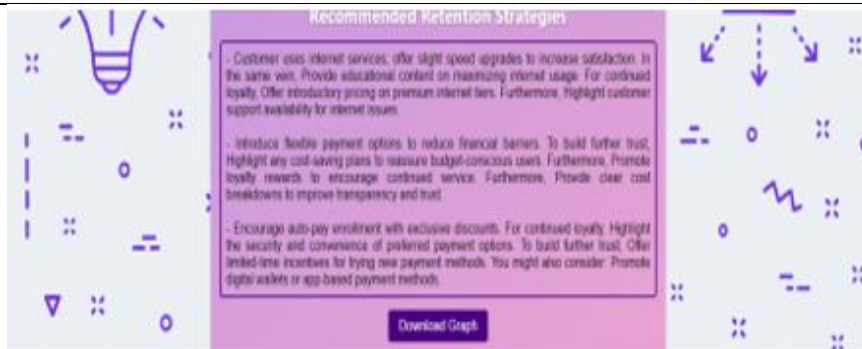 Recommended Retention Strategies
- Customer uses internet services; offer slight speed upgrades to increase satisfaction. In
the same vein, Provide educational content on maximizing internet usage. For continued
loyalty, Offer introductory pricing on premium internet tiers. Furthermore, Highlight customer
support availability for internet issues.
- Introduce flexible payment options to reduce financial barriers. To build further trust,
Highlight any cost-saving plans to reassure budget-conscious users. Furthermore, Promote
loyalty rewards to encourage continued service. Furthermore, Provide clear cost
breakdowns to improve transparency and trust.
- Encourage auto-pay enrollment with exclusive discounts. For continued loyalty, Highlight
the security and convenience of preferred payment options. To build further trust, Offer
limited-time incentives for trying new payment methods. You might also consider: Promote
digital wallets or app-based payment methods.
Download Graph